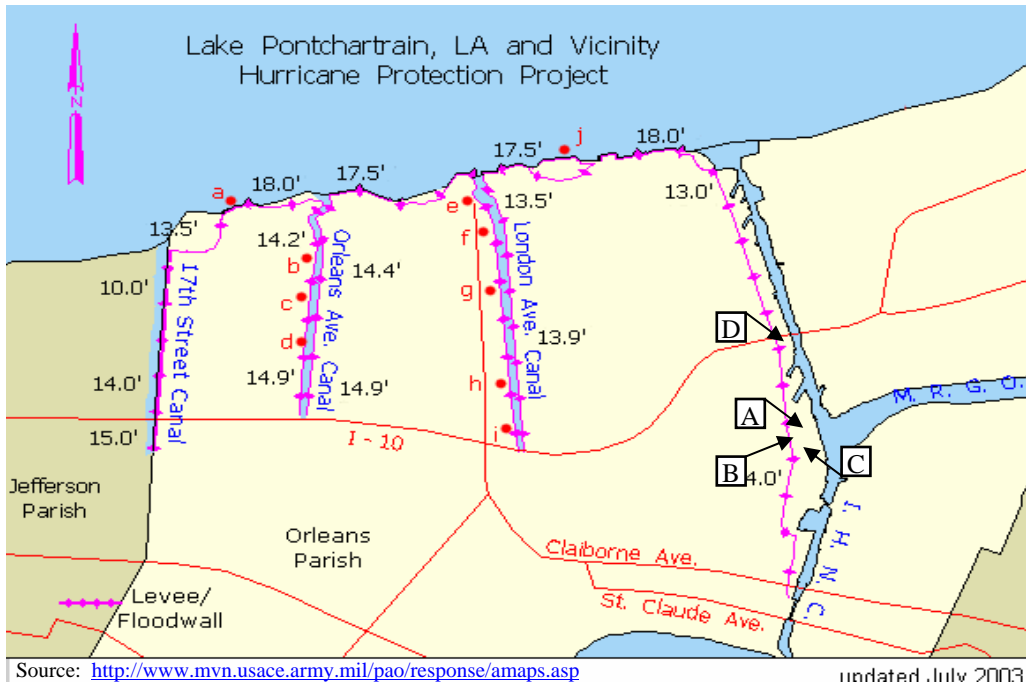 Lake Pontchartrain, LA and Vicinity
Hurricane Protection Project
N
j
17.5'
18.0'
a
18.0'
17.5'
13.0'
e
13.5'
13.5'
f
14.2'
b
14.4'
10.0'
c
g
17th Street Canal
Orleans Ave. Canal
London Ave. Canal
D
d
13.9'
14.0'
14.9'
14.9'
h
M. R. G. O.
A
15.0'
I - 10
i
B
C
4.0'
Jefferson
Parish
Orleans
Parish
I. H. N. C.
Claiborne Ave.
St. Claude Ave.
Levee/
Floodwall
Source: http://www.mvn.usace.army.mil/pao/response/amaps.asp
updated July 2003